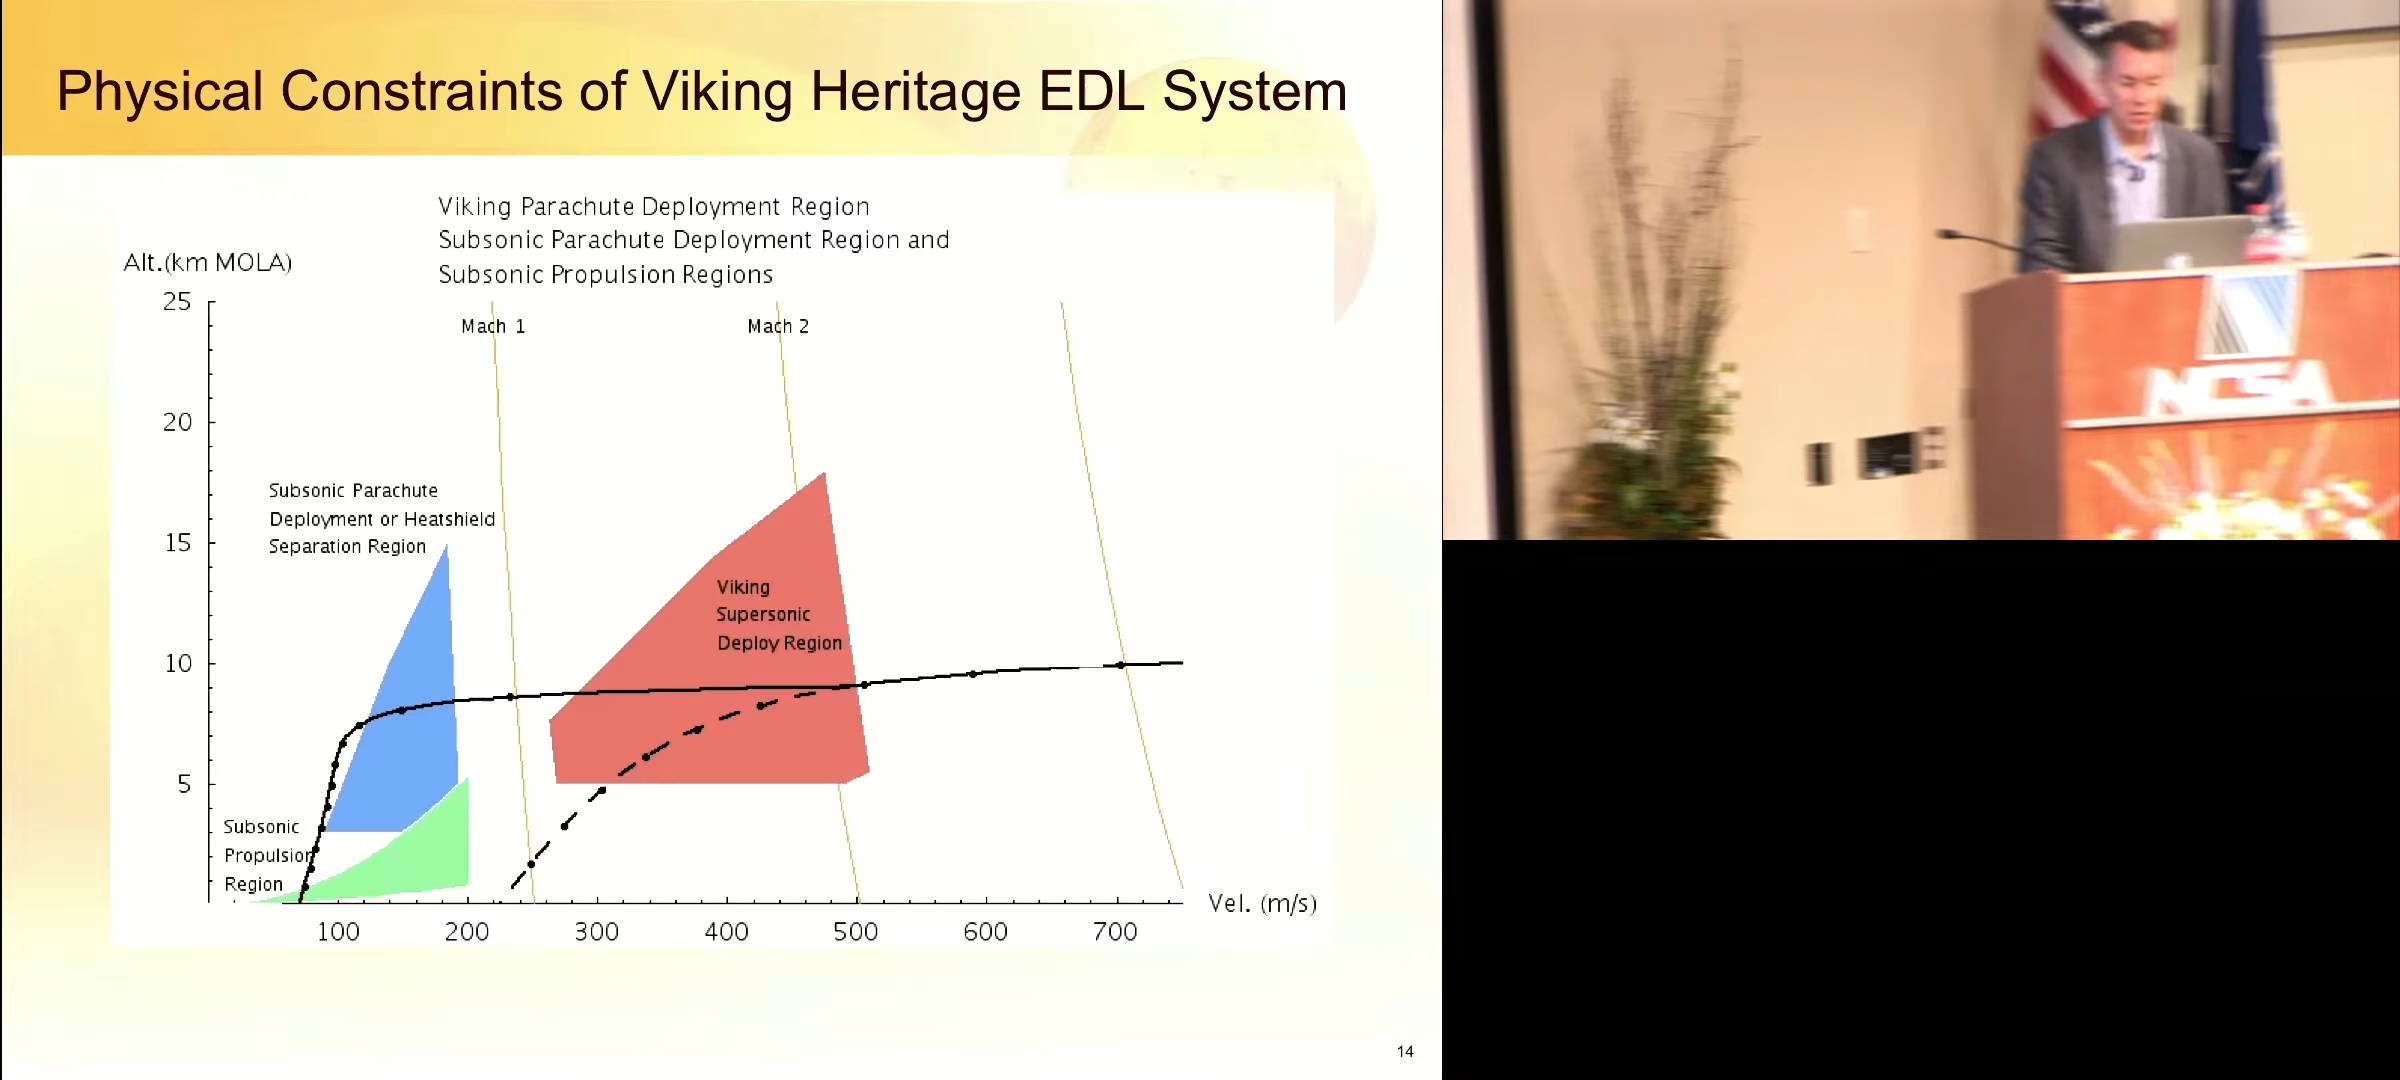 Physical Constraints of Viking Heritage EDL System
Viking Parachute Deployment Region
Subsonic Parachute Deployment Region and
Subsonic Propulsion Regions
Alt.(km MOLA)
25
20
15
10
5
Mach 1
Mach 2
Subsonic Parachute
Deployment or Heatshield
Separation Region
Viking
Supersonic
Deploy Region
Subsonic
Propulsion
Region
Vel. (m/s)
100 200 300 400 500 600 700
14
NCSA